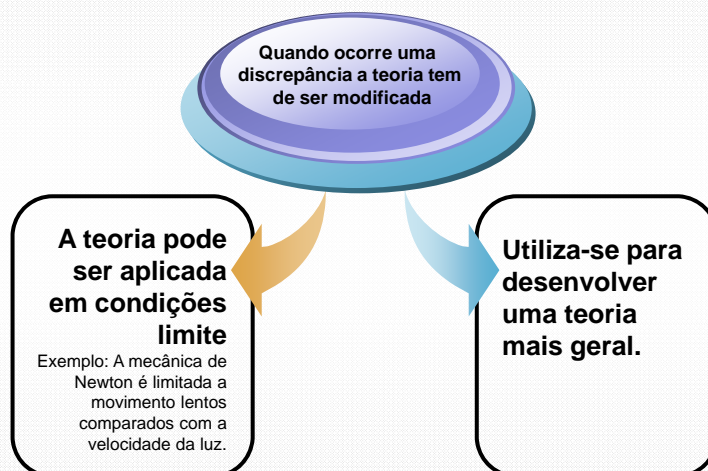 Quando ocorre uma
discrepância a teoria tem
de ser modificada
A teoria pode
ser aplicada
em condições
limite
Exemplo: A mecânica de
Newton é limitada a
movimento lentos
comparados com a
velocidade da luz.
Utiliza-se para
desenvolver
uma teoria
mais geral.